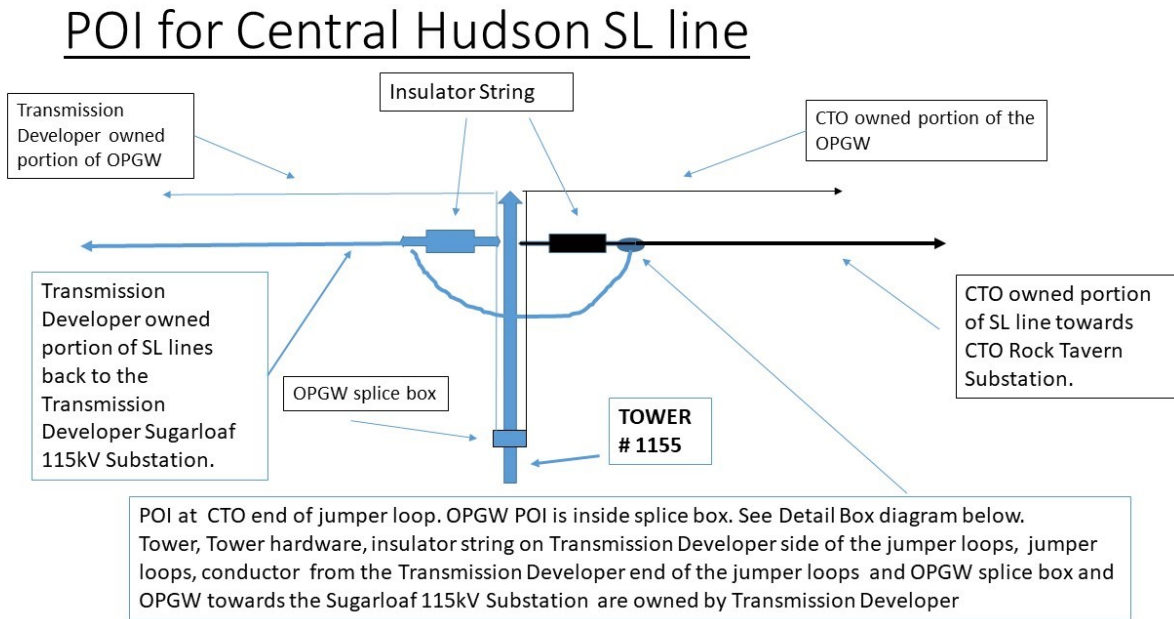 POI for Central Hudson SL line
Insulator String
Transmission
Developer owned
portion of OPGW
CTO owned portion of the
OPGW
Transmission
Developer owned
portion of SL lines
back to the
Transmission
Developer Sugarloaf
115kV Substation.
CTO owned portion
of SL line towards
CTO Rock Tavern
Substation.
OPGW splice box
TOWER
# 1155
POI at CTO end of jumper loop. OPGW POI is inside splice box. See Detail Box diagram below.
Tower, Tower hardware, insulator string on Transmission Developer side of the jumper loops, jumper
loops, conductor from the Transmission Developer end of the jumper loops and OPGW splice box and
OPGW towards the Sugarloaf 115kV Substation are owned by Transmission Developer